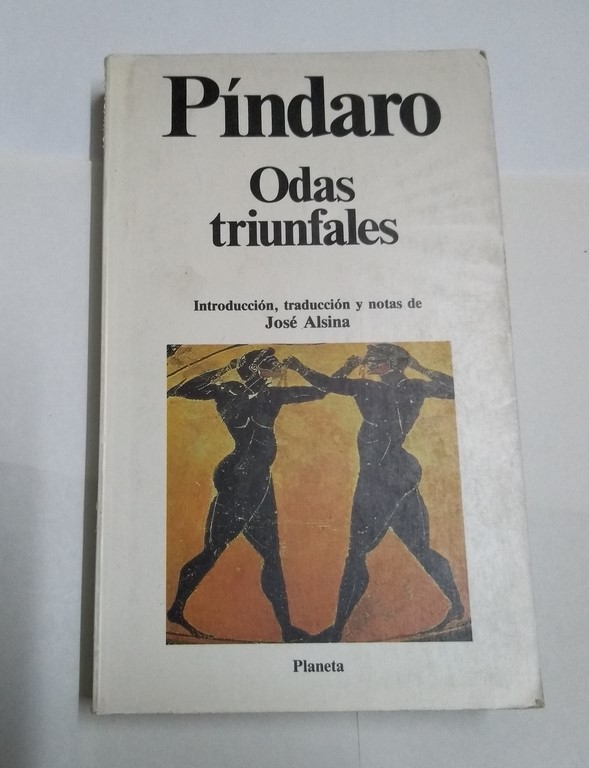 Píndaro
Odas
triunfales
Introducción, traducción y notas de
José Alsina
Planeta